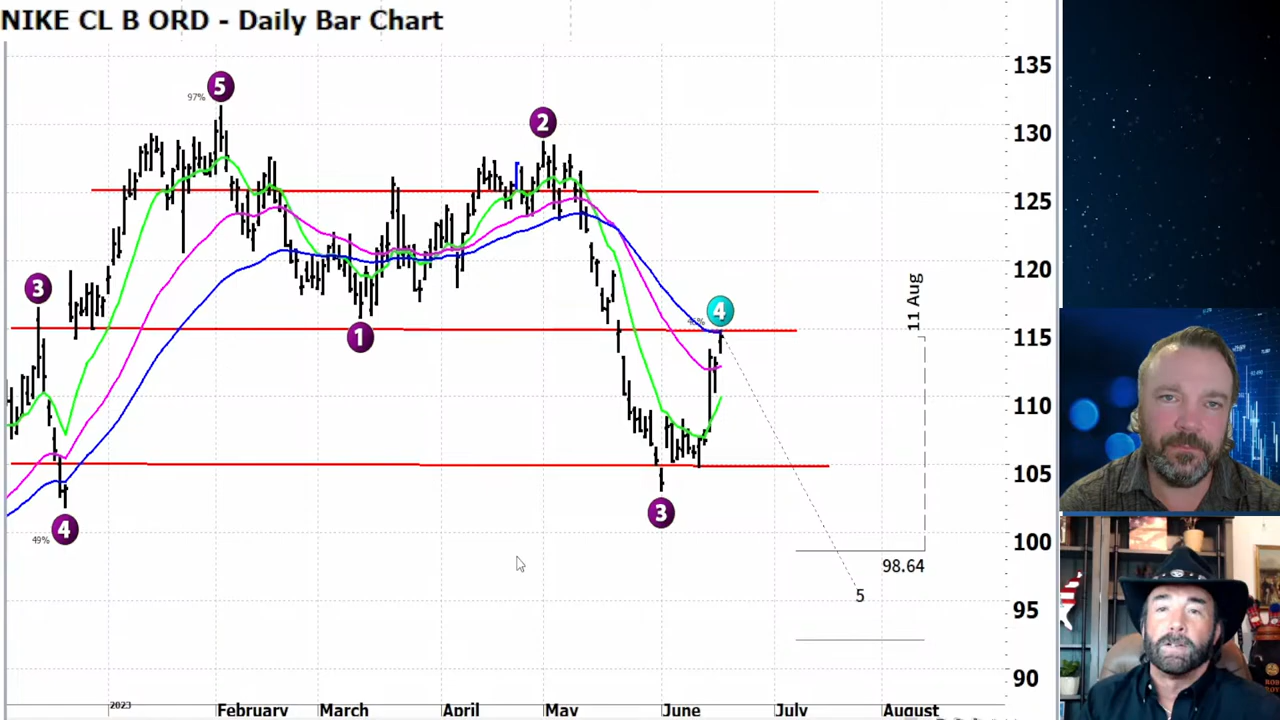 NIKE CL B ORD - Daily Bar Chart
135
130
125
120
115
110
105
100
95
90
97%
5
2
3
4
1
3
4
49%
46%
11 Aug
98.64
5
2023
February
March
April
May
June
July
August